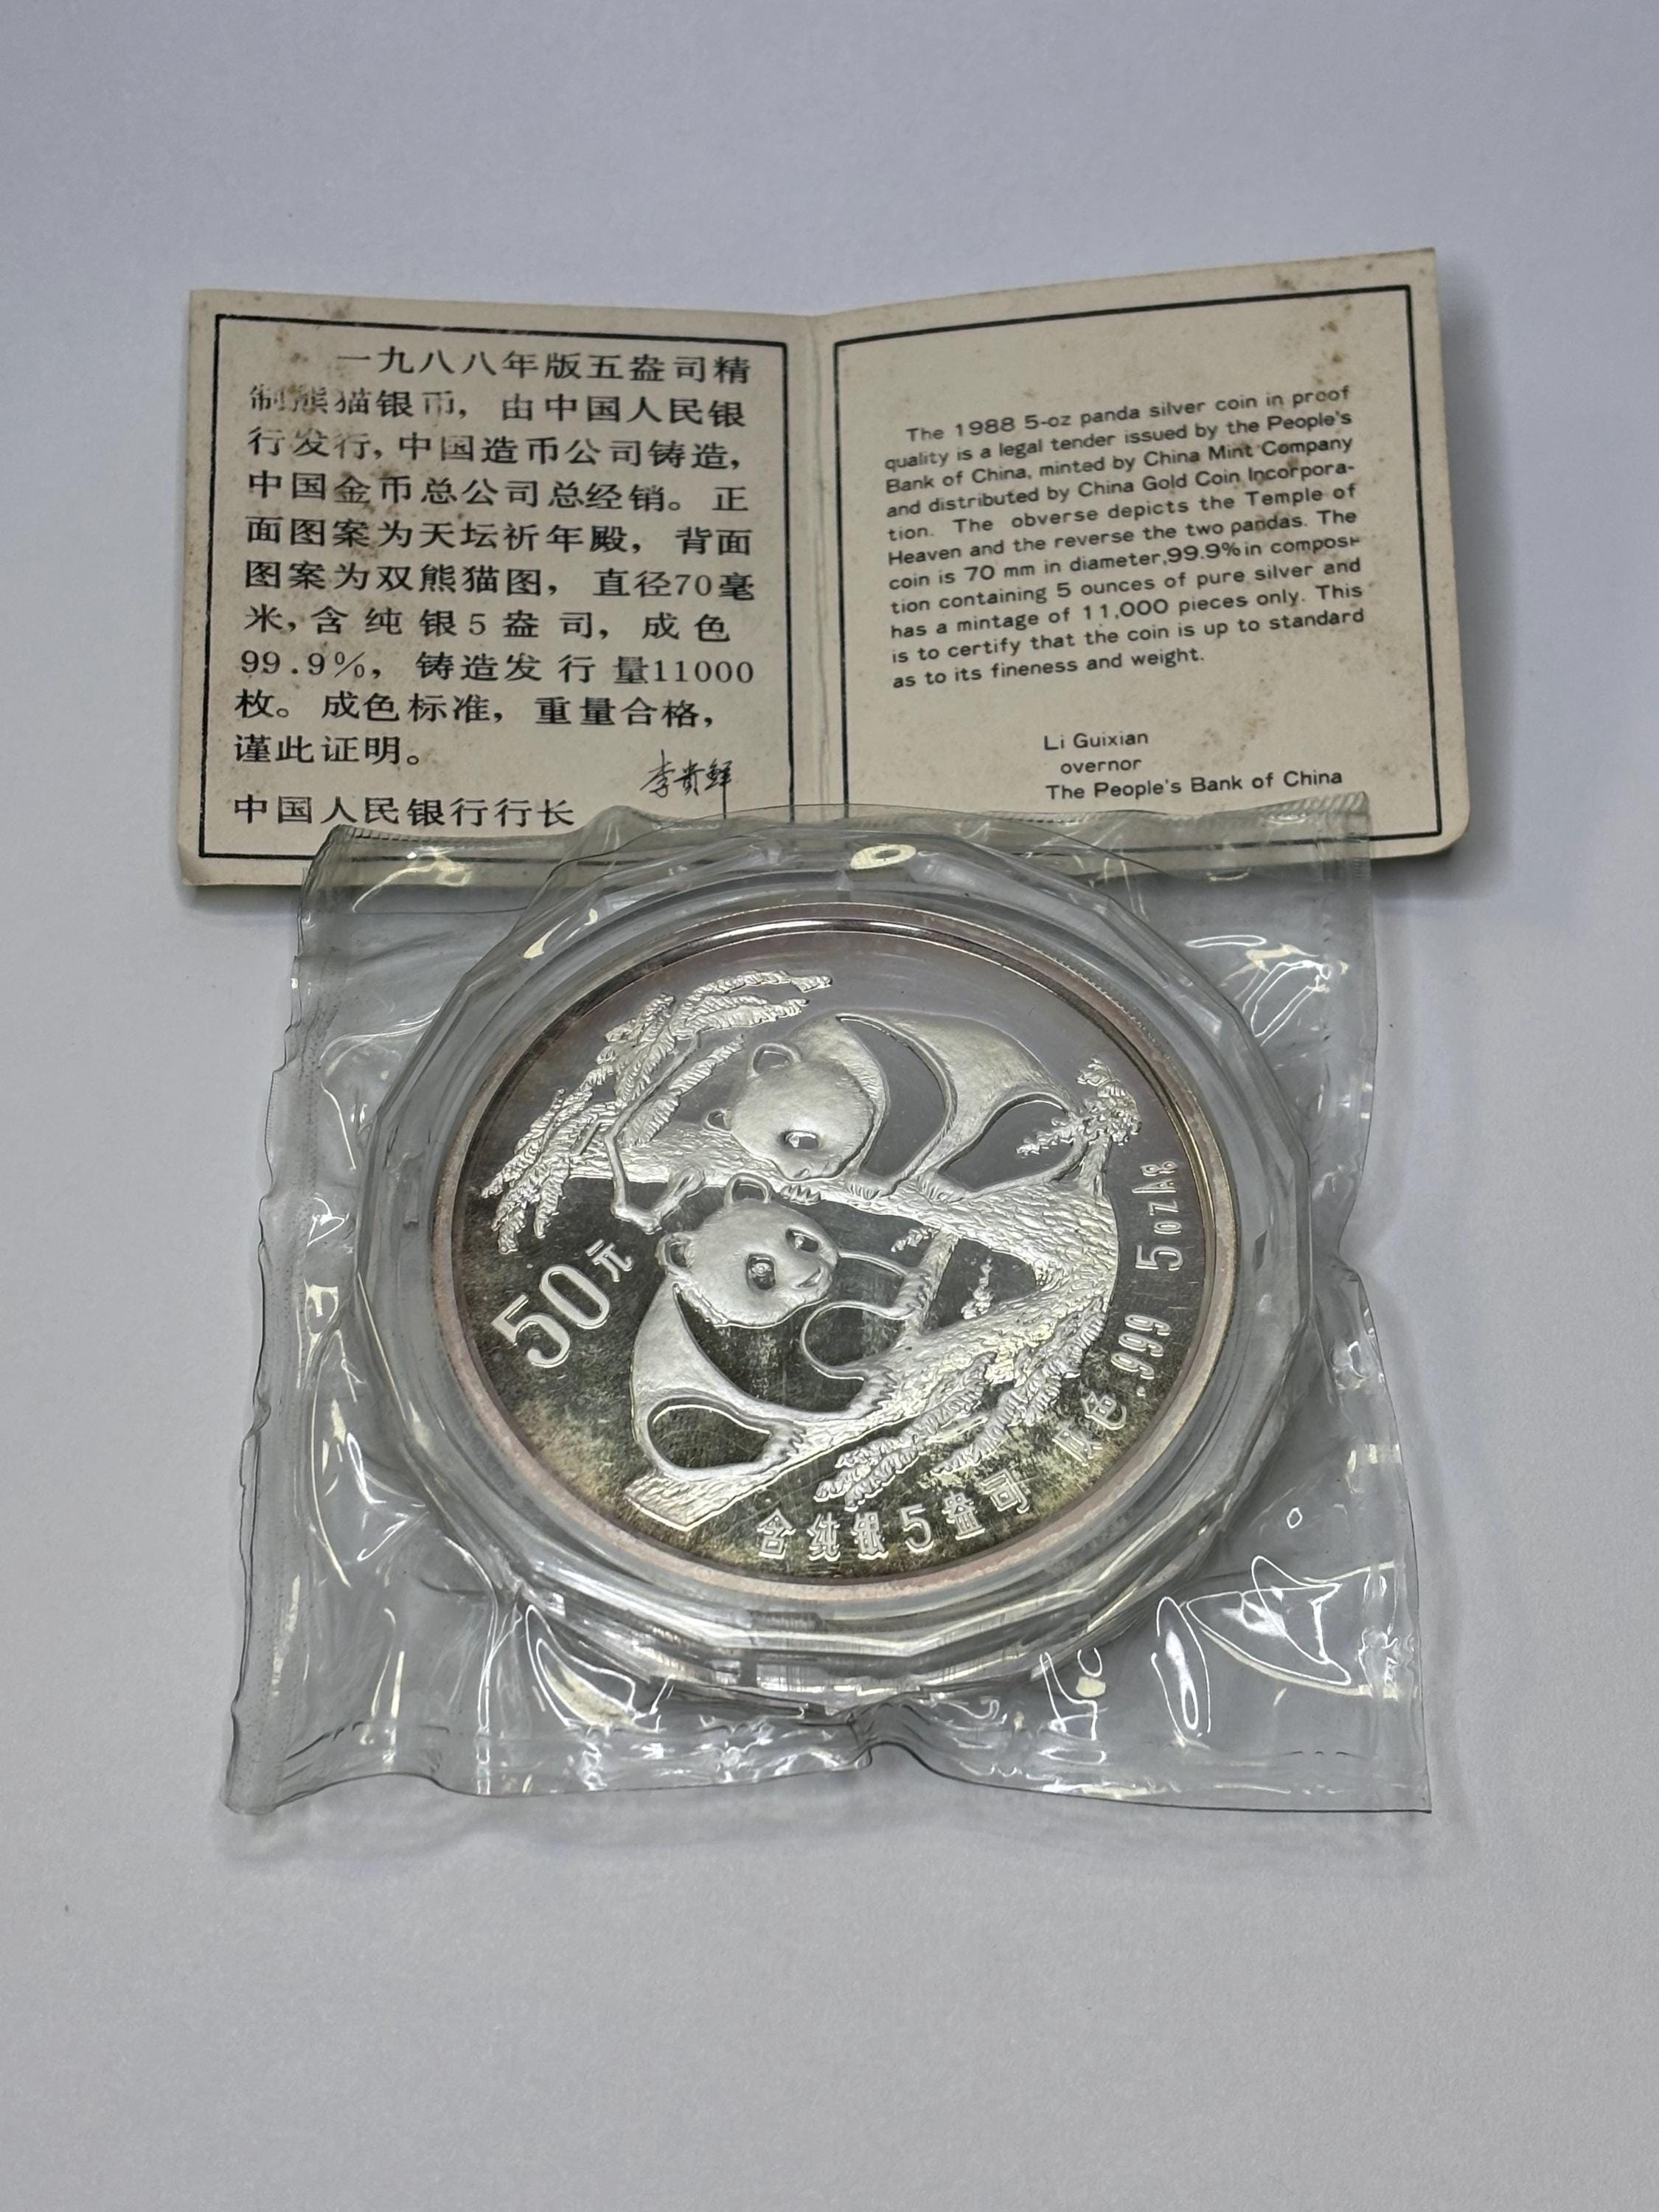 一九八八年版五盎司精
制熊猫银币，由中国人民银
行发行，中国造币公司铸造，
中国金币总公司总经销。正
面图案为天坛祈年殿，背面
图案为双熊猫图，直径70毫
米，含纯银5盎司，成色
99.9%，铸造发行量11000
枚。成色标准，重量合格，
谨此证明。
李贵鲜
中国人民银行行长
The 1988 5-oz panda silver coin in proof
quality is a legal tender issued by the People's
Bank of China, minted by China Mint Company
and distributed by China Gold Coin Incorpora-
tion. The obverse depicts the Temple of
Heaven and the reverse the two pandas. The
coin is 70 mm in diameter,99.9% in composi-
tion containing 5 ounces of pure silver and
has a mintage of 11,000 pieces only. This
is to certify that the coin is up to standard
as to its fineness and weight.
Li Guixian
overnor
The People's Bank of China
50元
含纯银5盎司 成色.999 5ozAg